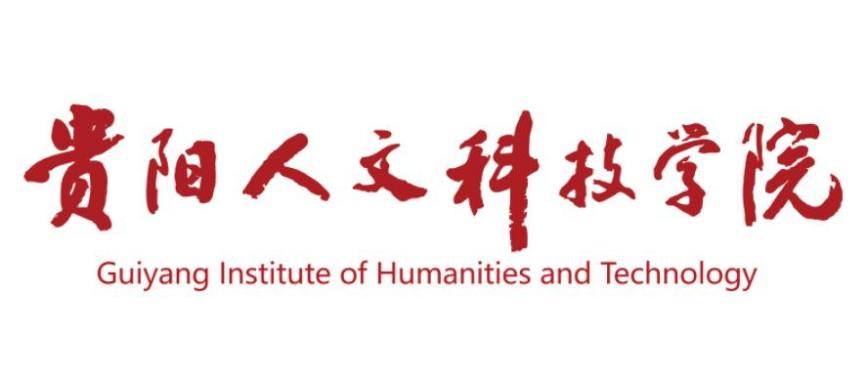 贵阳人文科技学院
Guiyang Institute of Humanities and Technology